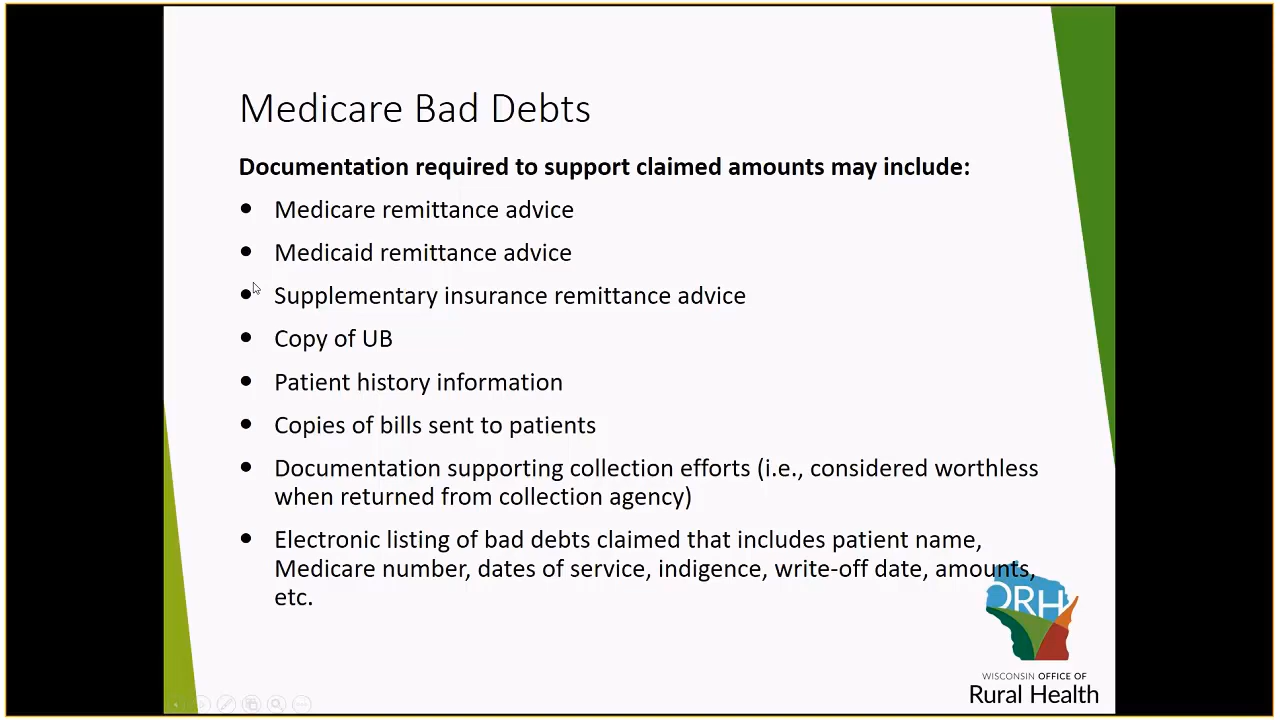 Medicare Bad Debts
Documentation required to support claimed amounts may include:
• Medicare remittance advice
• Medicaid remittance advice
• Supplementary insurance remittance advice
• Copy of UB
• Patient history information
• Copies of bills sent to patients
• Documentation supporting collection efforts (i.e., considered worthless
when returned from collection agency)
• Electronic listing of bad debts claimed that includes patient name,
Medicare number, dates of service, indigence, write-off date, amounts,
etc.
ORH
WISCONSIN OFFICE OF
Rural Health